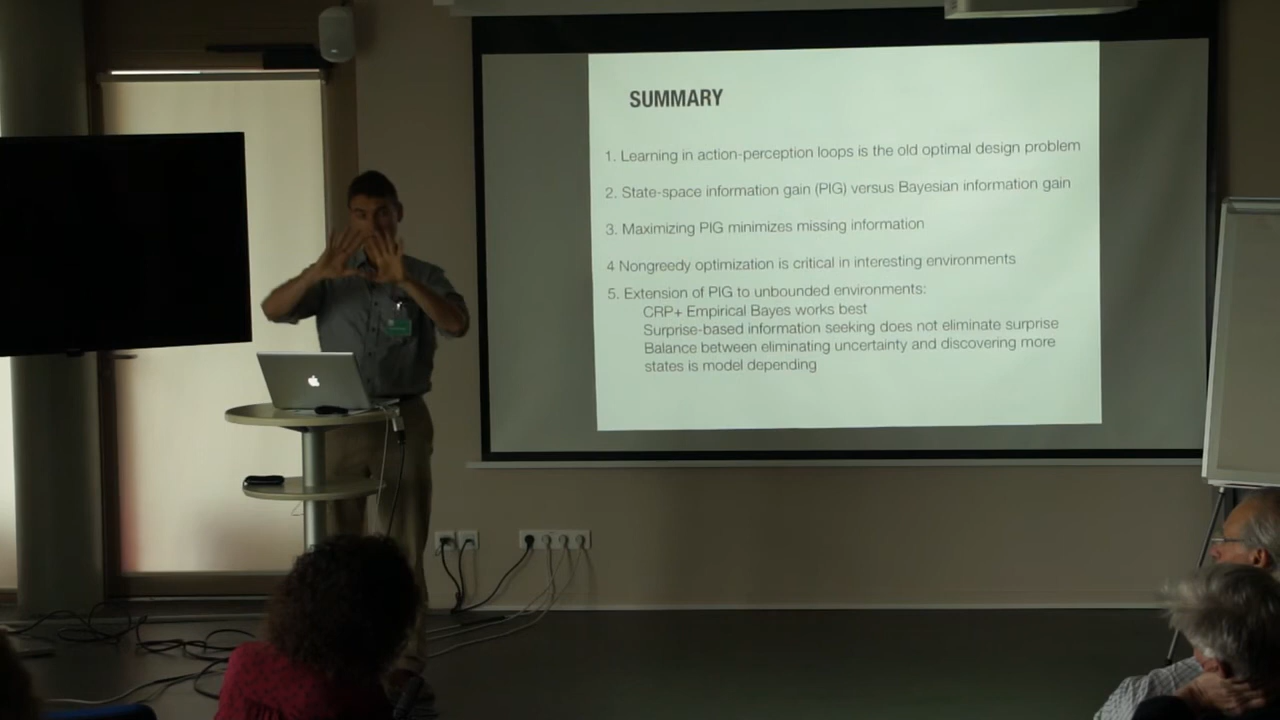 SUMMARY
1. Learning in action-perception loops is the old optimal design problem
2. State-space information gain (PIG) versus Bayesian information gain
3. Maximizing PIG minimizes missing information
4 Nongreedy optimization is critical in interesting environments
5. Extension of PIG to unbounded environments:
CRP+ Empirical Bayes works best
Surprise-based information seeking does not eliminate surprise
Balance between eliminating uncertainty and discovering more
states is model depending